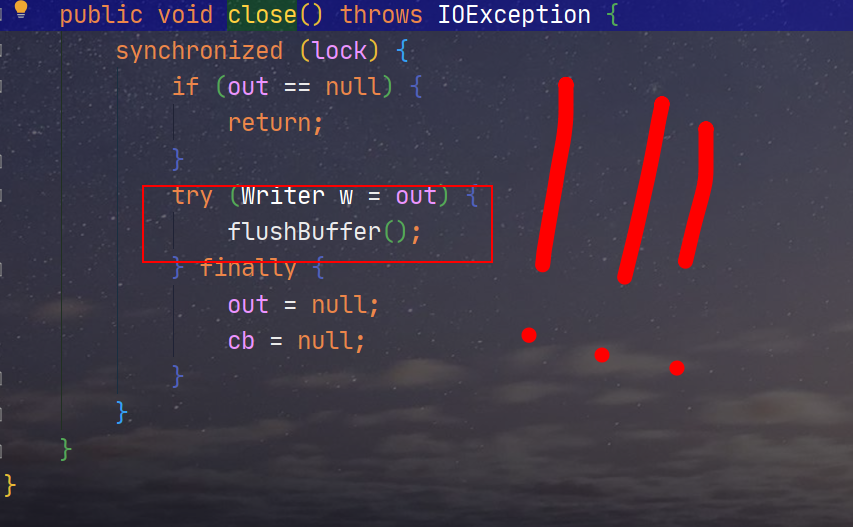 public void close() throws IOException {
synchronized (lock) {
if (out == null) {
return;
}
try (Writer w = out) {
flushBuffer();
} finally {
out = null;
cb = null;
}
}
}
}